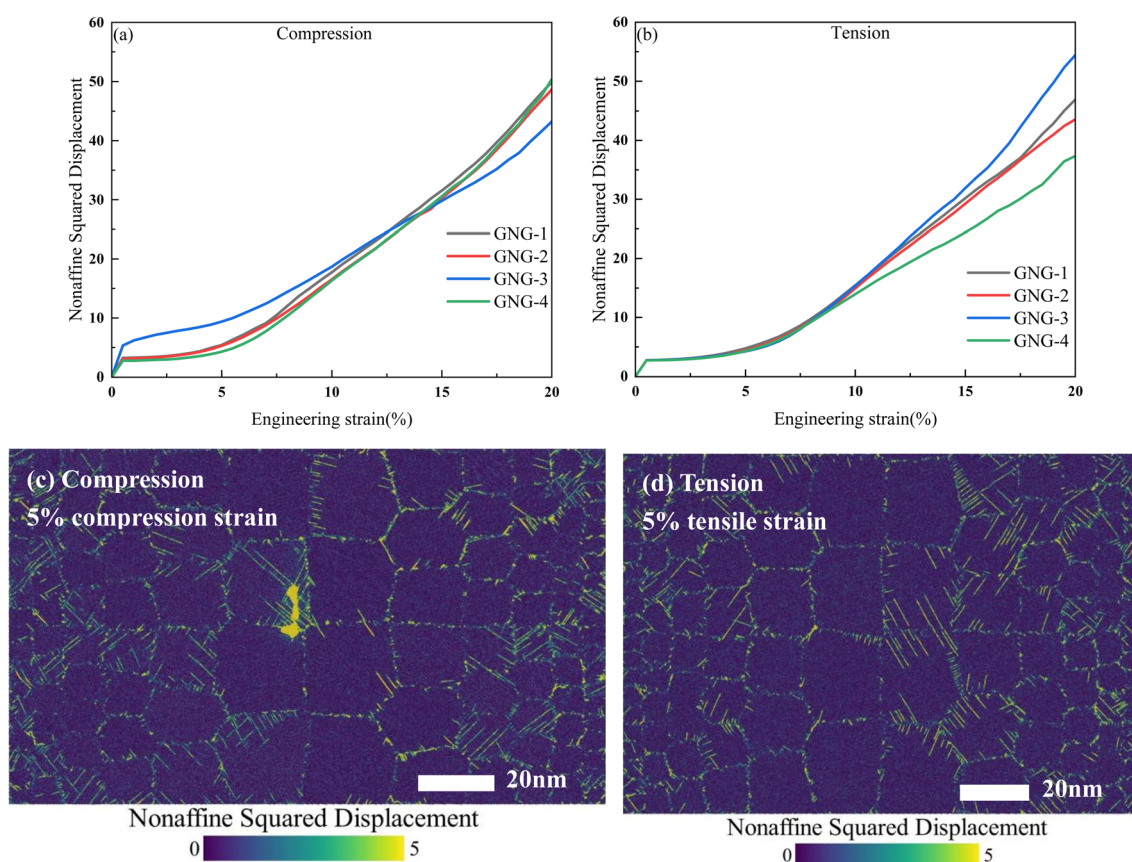 (a) Compression
Nonaffine Squared Displacement
60
50
40
30
20
10
0
GNG-1
GNG-2
GNG-3
GNG-4
0 5 10 15 20
Engineering strain(%)
(b) Tension
Nonaffine Squared Displacement
60
50
40
30
20
10
0
GNG-1
GNG-2
GNG-3
GNG-4
0 5 10 15 20
Engineering strain(%)
(c) Compression
5% compression strain
20nm
Nonaffine Squared Displacement
0 5
(d) Tension
5% tensile strain
20nm
Nonaffine Squared Displacement
0 5